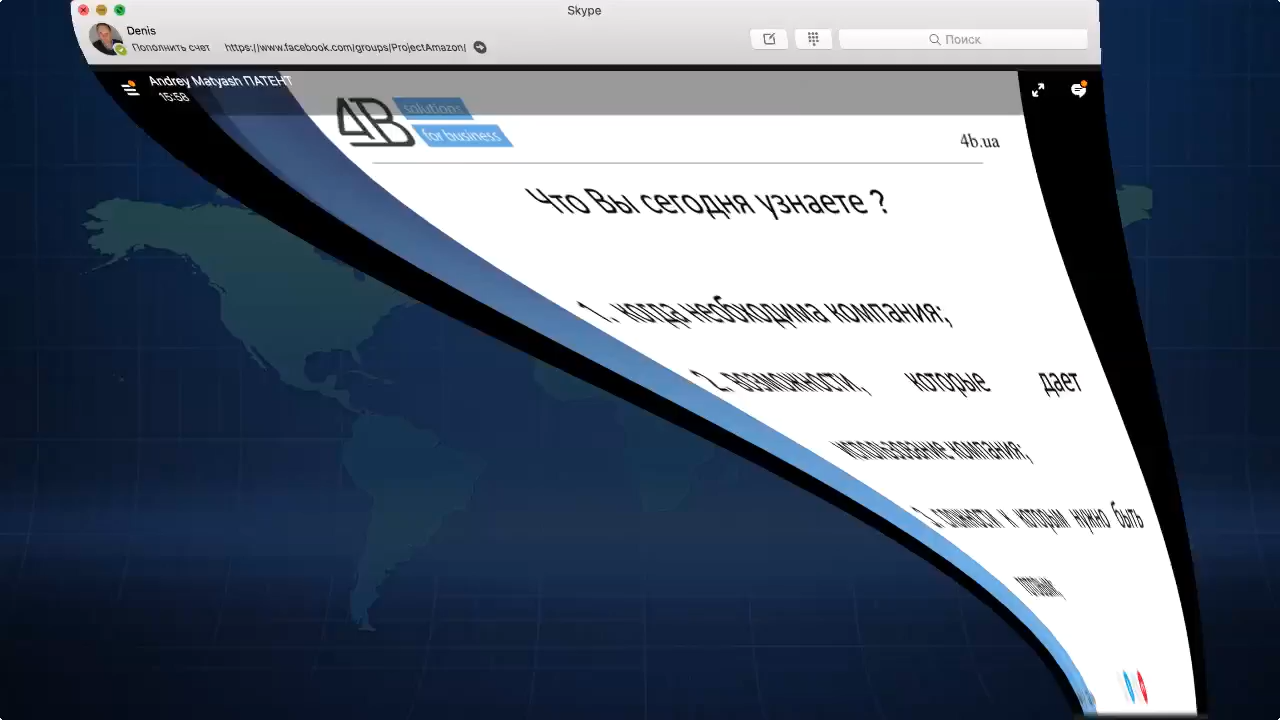 Skype
Denis
Пополнить счет https://www.facebook.com/groups/ProjectAmazon/
Поиск
Andrey Matyash ПАТЕНТ
15:58
4B solutions
for business
4b.ua
Что Вы сегодня узнаете ?
1. когда необходима компания;
2. возможности, которые дает
использование компания;
3. сложности к которым нужно быть
готовым;